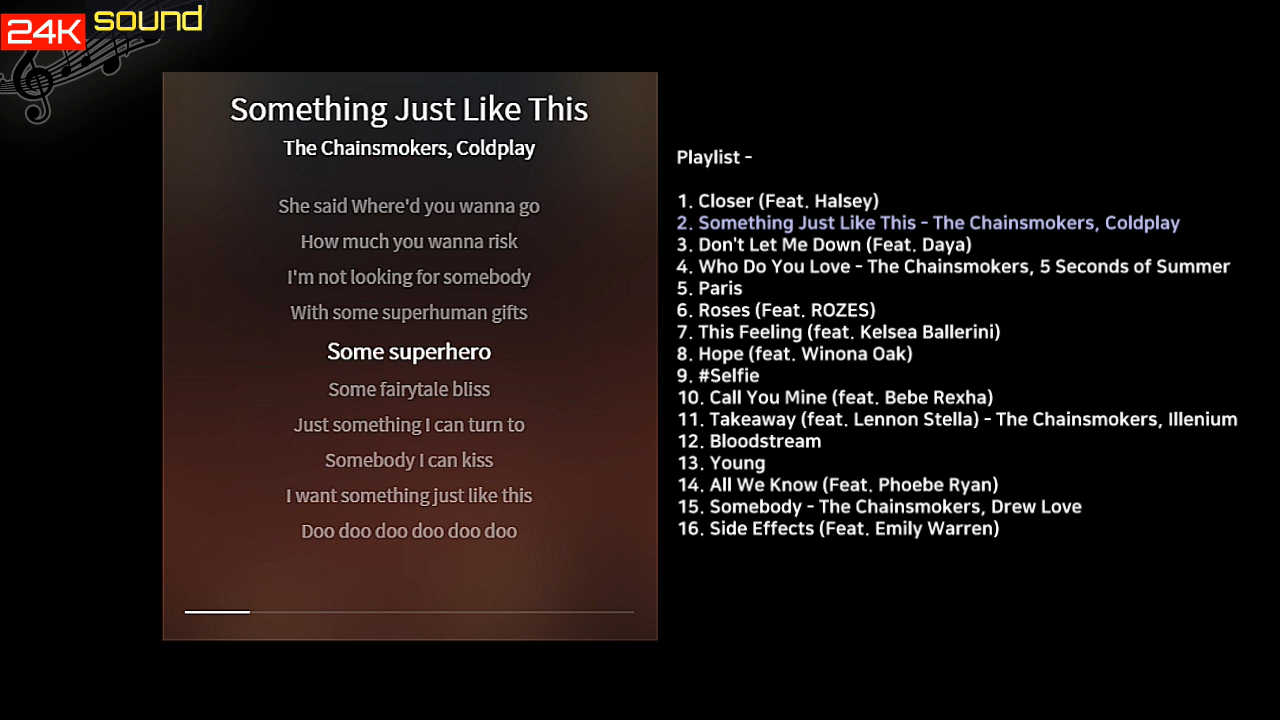 24K sound
Something Just Like This
The Chainsmokers, Coldplay
She said Where'd you wanna go
How much you wanna risk
I'm not looking for somebody
With some superhuman gifts
Some superhero
Some fairytale bliss
Just something I can turn to
Somebody I can kiss
I want something just like this
Doo doo doo doo doo doo
Playlist -
1. Closer (Feat. Halsey)
2. Something Just Like This - The Chainsmokers, Coldplay
3. Don't Let Me Down (Feat. Daya)
4. Who Do You Love - The Chainsmokers, 5 Seconds of Summer
5. Paris
6. Roses (Feat. ROZES)
7. This Feeling (feat. Kelsea Ballerini)
8. Hope (feat. Winona Oak)
9. #Selfie
10. Call You Mine (feat. Bebe Rexha)
11. Takeaway (feat. Lennon Stella) - The Chainsmokers, Illenium
12. Bloodstream
13. Young
14. All We Know (Feat. Phoebe Ryan)
15. Somebody - The Chainsmokers, Drew Love
16. Side Effects (Feat. Emily Warren)